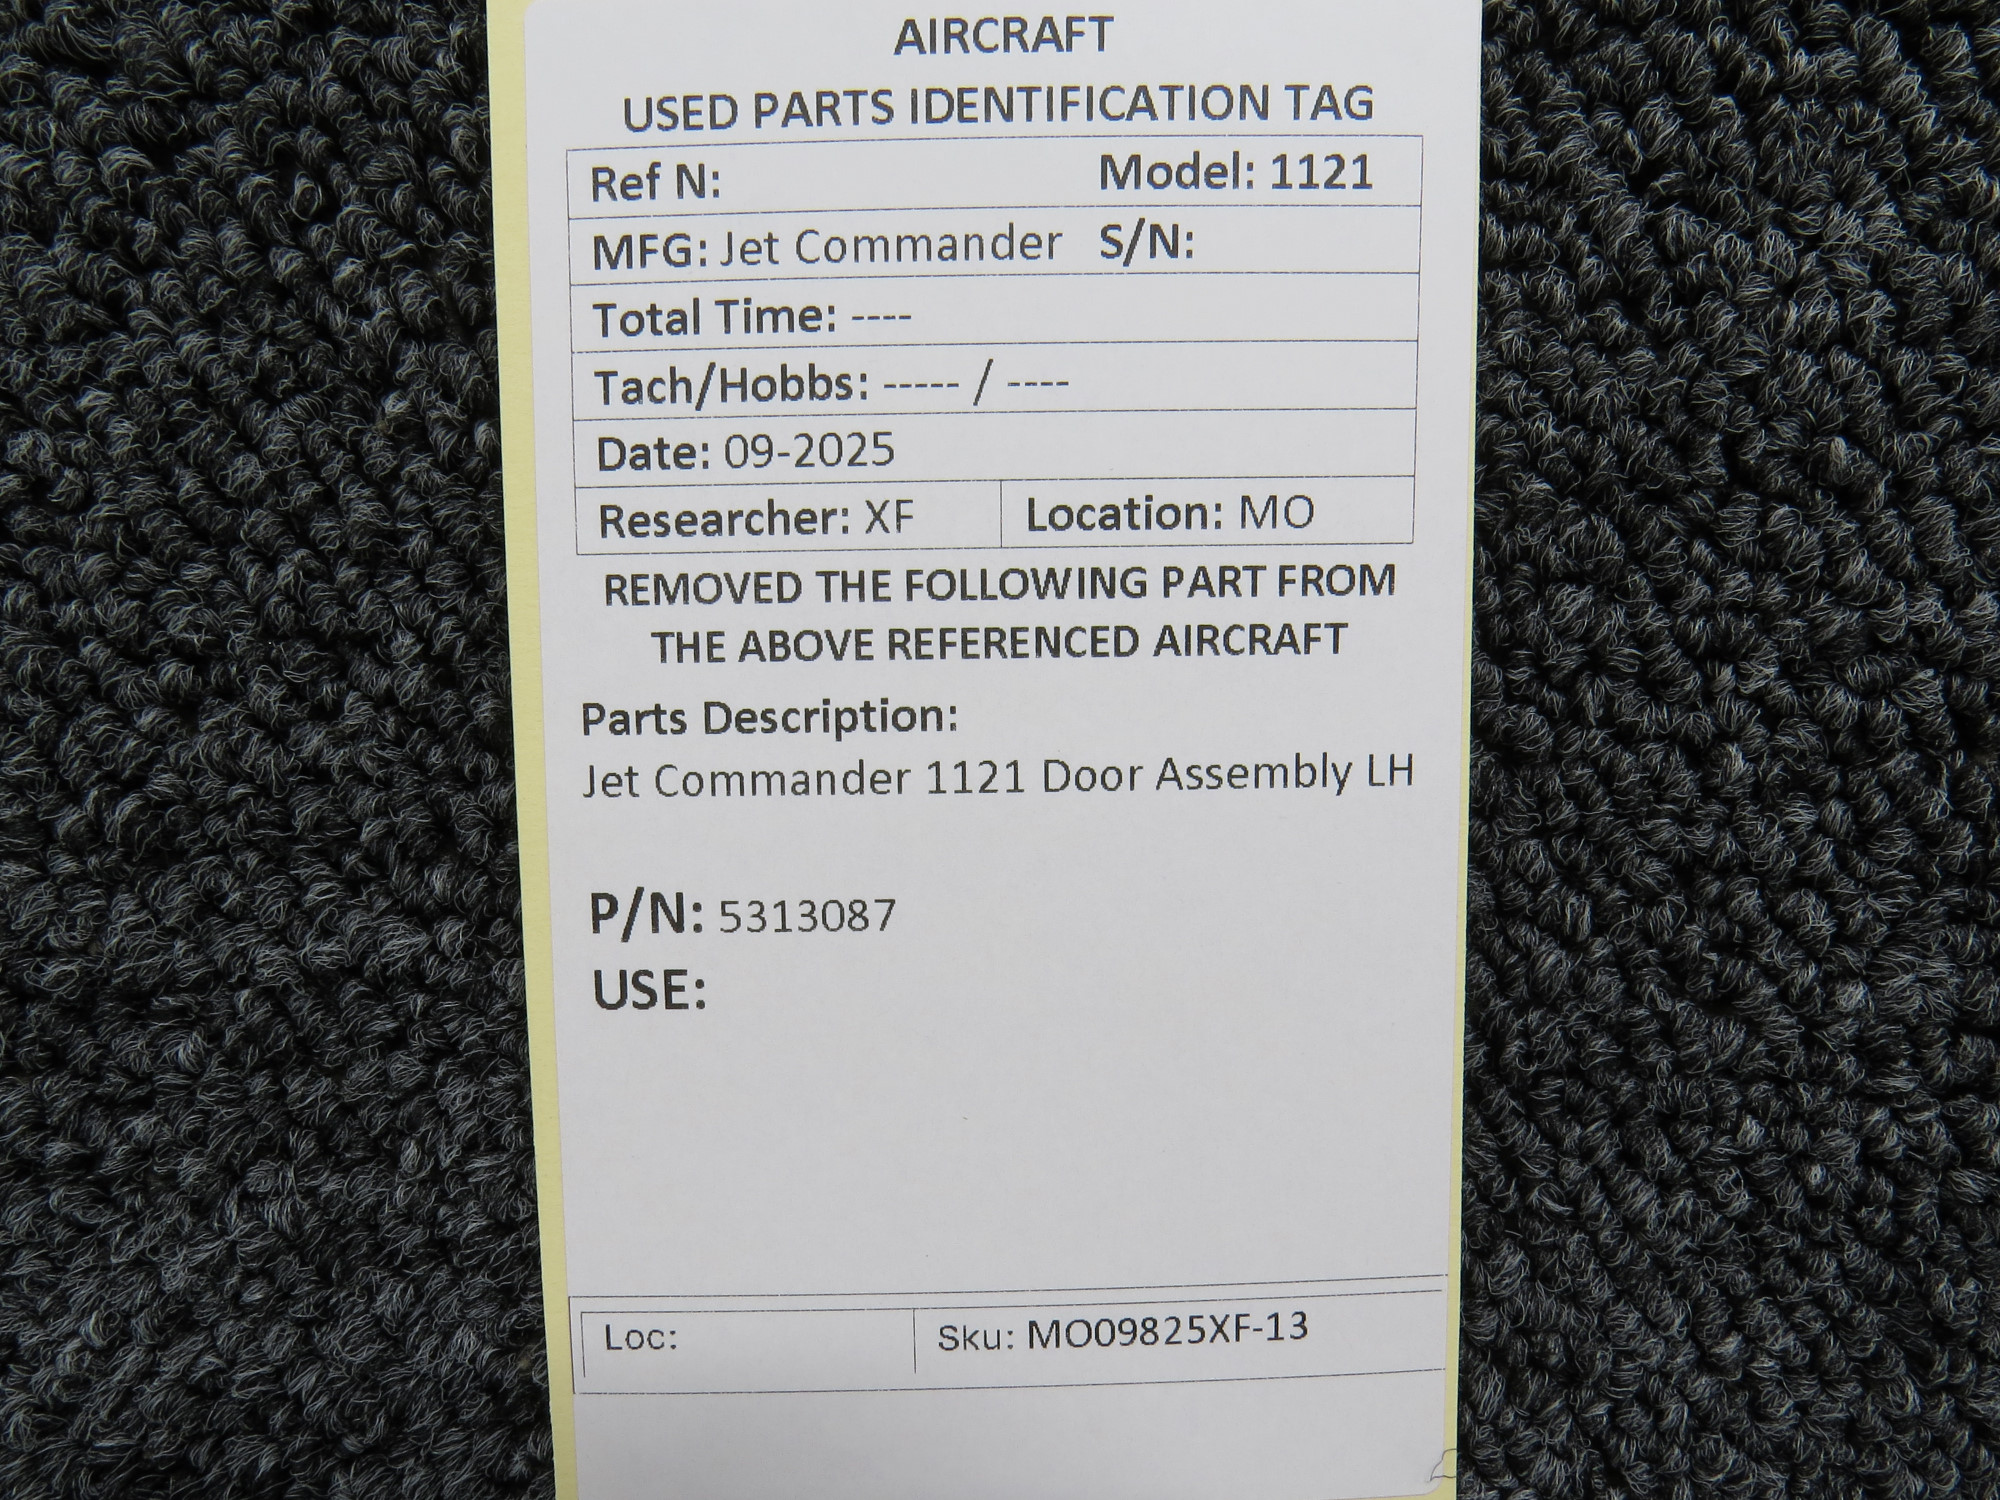 AIRCRAFT
USED PARTS IDENTIFICATION TAG
Ref N: Model: 1121
MFG: Jet Commander S/N:
Total Time: ----
Tach/Hobbs: ----- / ----
Date: 09-2025
Researcher: XF Location: MO
REMOVED THE FOLLOWING PART FROM
THE ABOVE REFERENCED AIRCRAFT
Parts Description:
Jet Commander 1121 Door Assembly LH
P/N: 5313087
USE:
Loc: Sku: MO09825XF-13